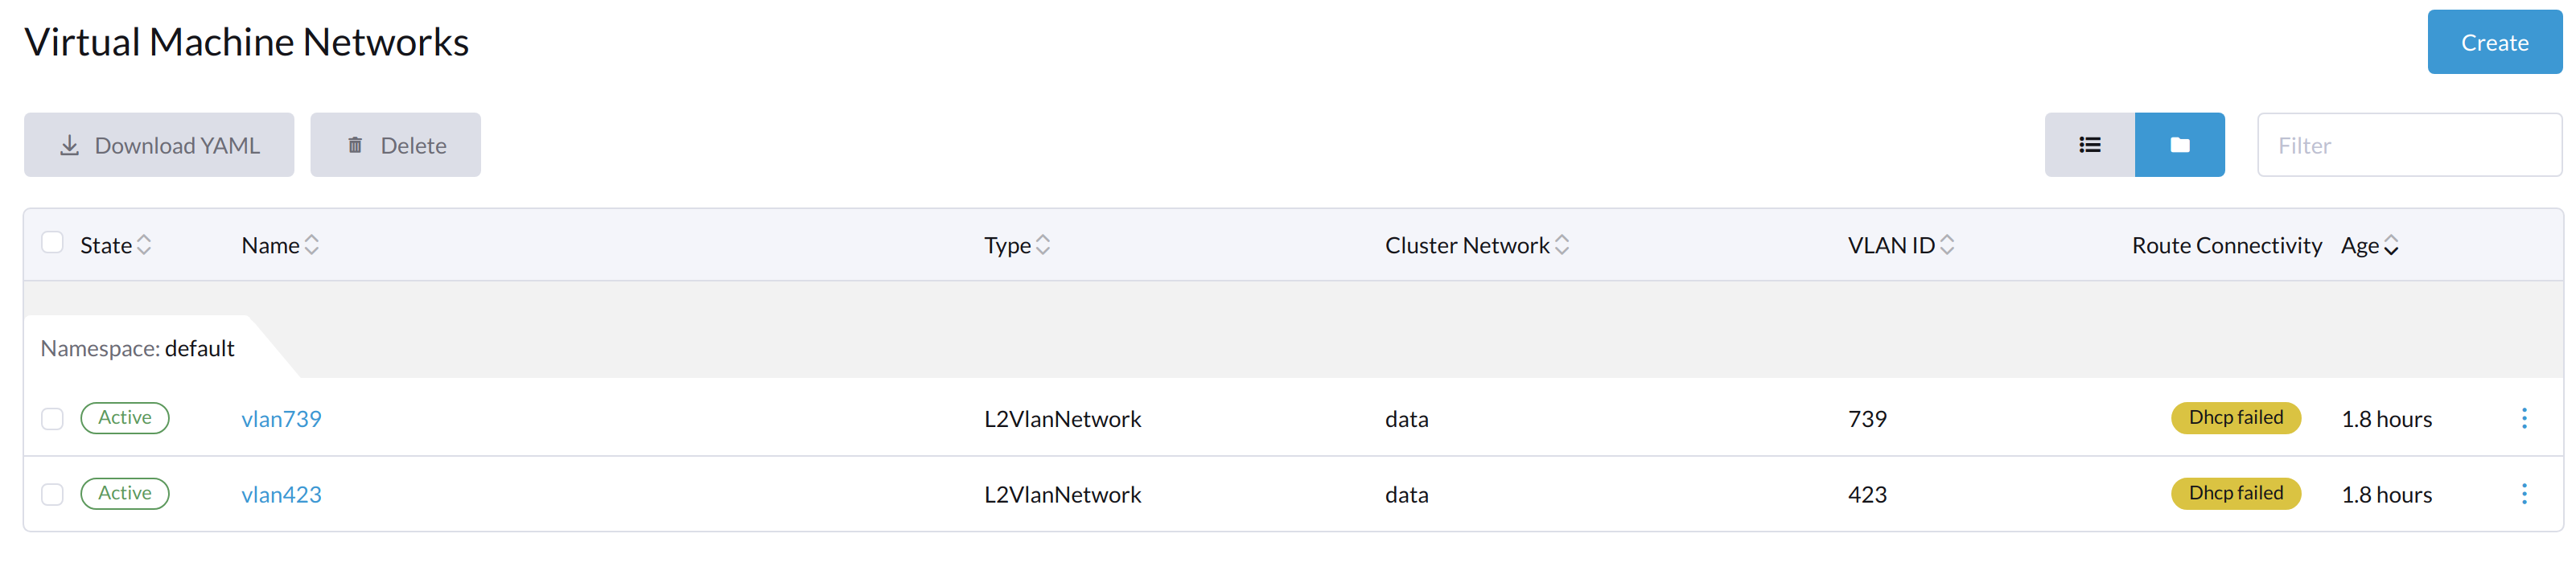 Virtual Machine Networks
Create
Download YAML Delete
Filter
State Name Type Cluster Network VLAN ID Route Connectivity Age
Namespace: default
Active vlan739 L2VlanNetwork data 739 Dhcp failed 1.8 hours
Active vlan423 L2VlanNetwork data 423 Dhcp failed 1.8 hours